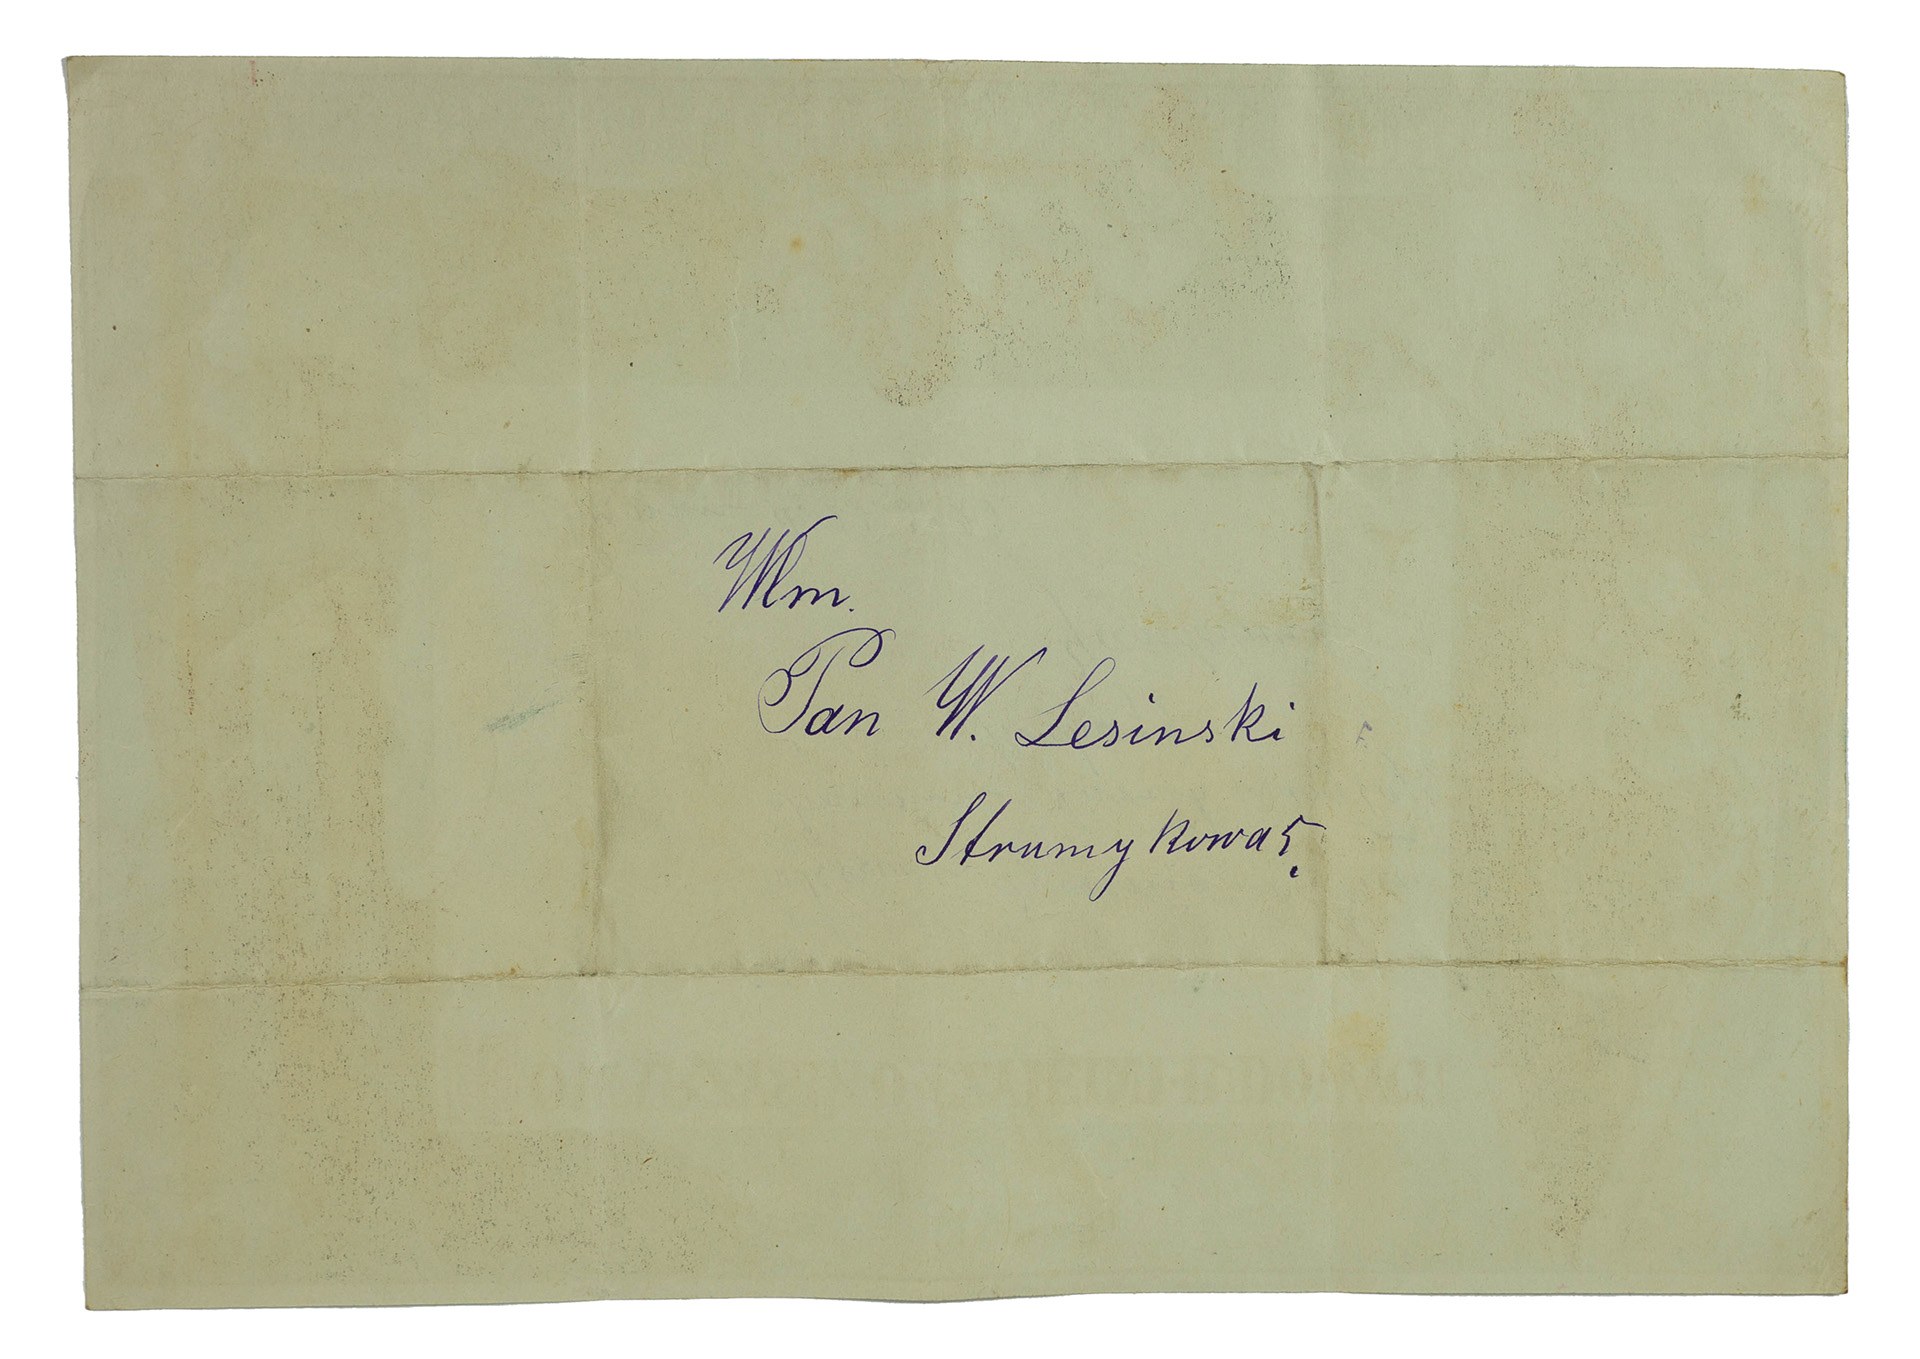 Wlm.
Pan W. Lesinski
Strumykowa 5.